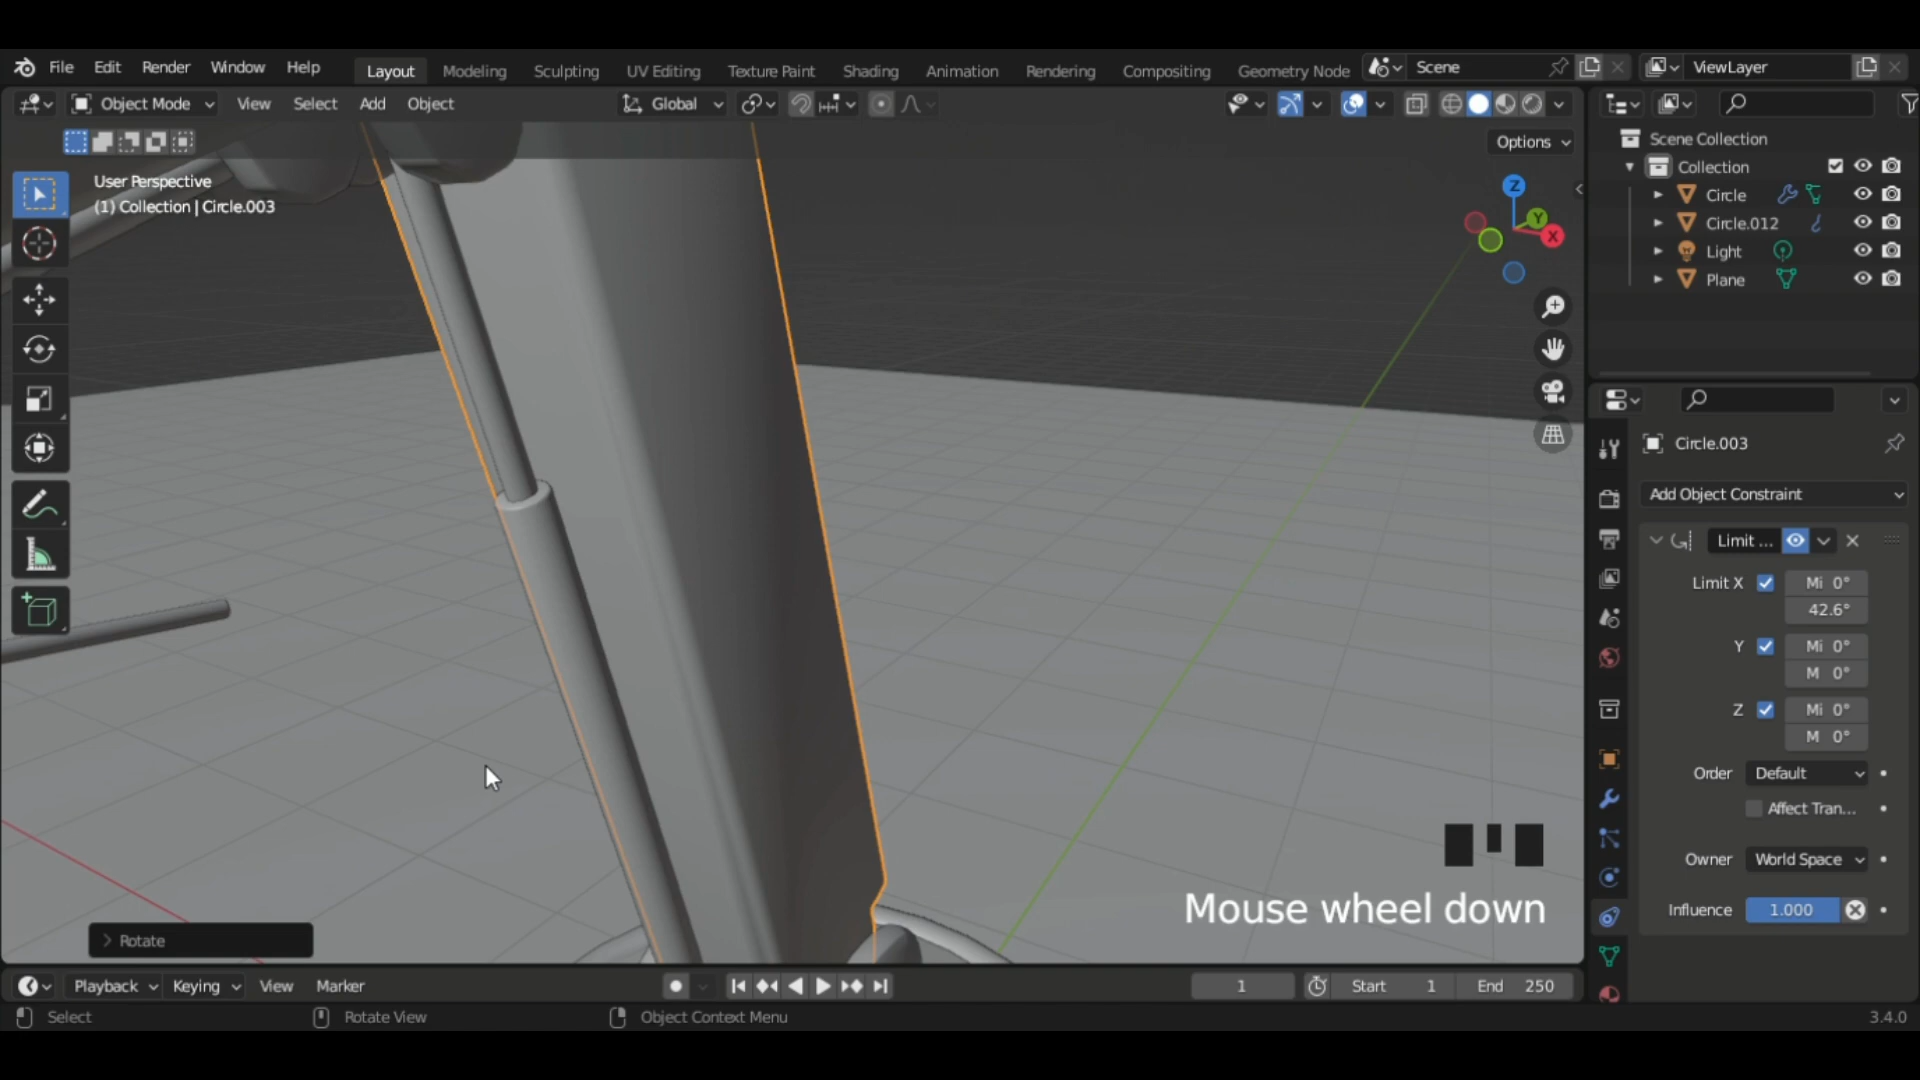 File Edit Render Window Help Layout Modeling Sculpting UV Editing Texture Paint Shading Animation Rendering Compositing Geometry Node Scene ViewLayer
Object Mode View Select Add Object Global
Options
User Perspective
(1) Collection | Circle.003
Z
Y
X
Scene Collection
Collection
Circle
Circle.012
Light
Plane
Circle.003
Add Object Constraint
Limit ...
Limit X Mi 0°
42.6°
Y Mi 0°
M 0°
Z Mi 0°
M 0°
Order Default
Affect Tran...
Owner World Space
Influence 1.000
Mouse wheel down
Rotate
Playback Keying View Marker 1 Start 1 End 250
Select Rotate View Object Context Menu 3.4.0